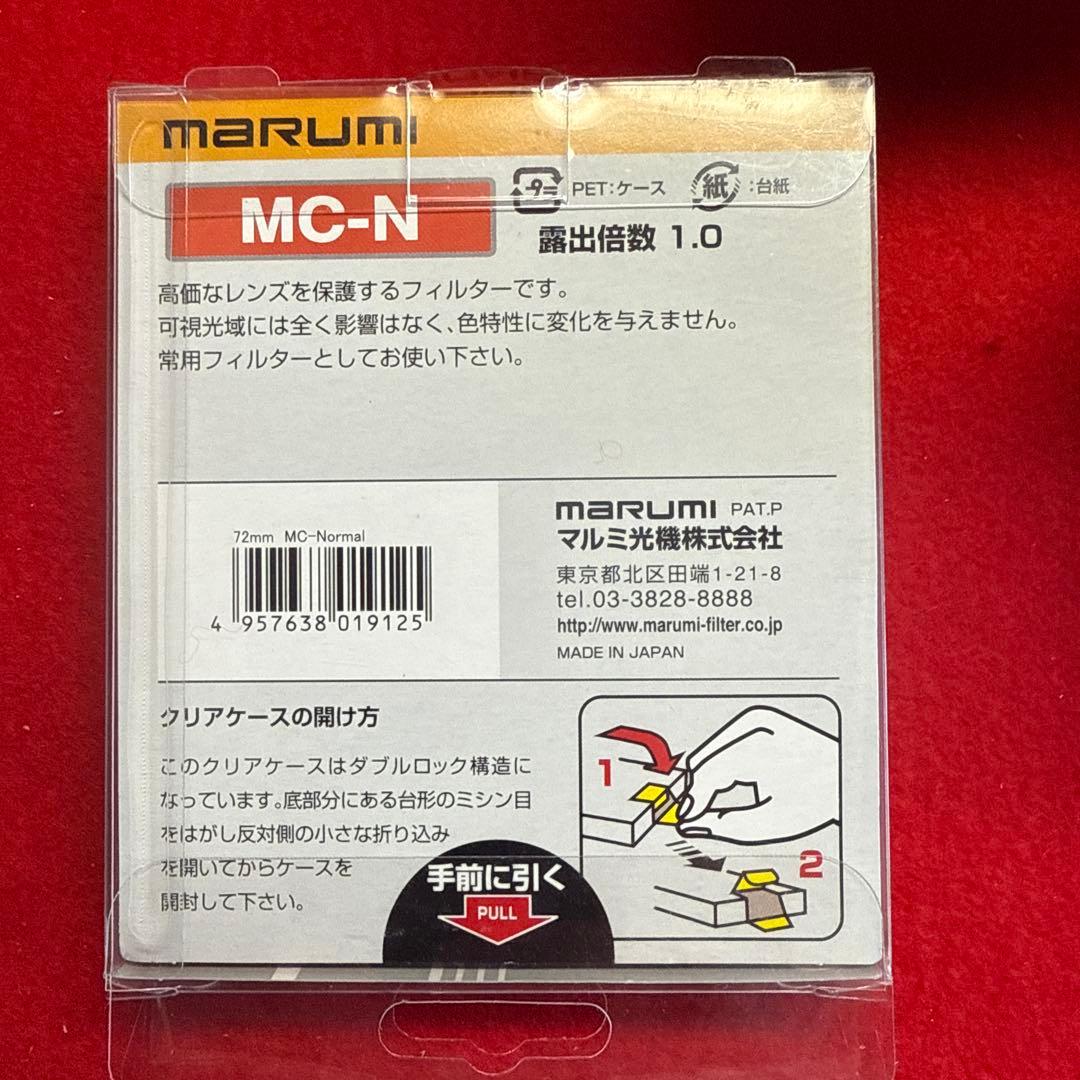 marumi
MC-N
PET:ケース
紙 :台紙
露出倍数 1.0
高価なレンズを保護するフィルターです。
可視光域には全く影響はなく、色特性に変化を与えません。
常用フィルターとしてお使い下さい。
72mm MC-Normal
4 957638 019125
marumi PAT.P
マルミ光機株式会社
東京都北区田端1-21-8
tel.03-3828-8888
http://www.marumi-filter.co.jp
MADE IN JAPAN
クリアケースの開け方
このクリアケースはダブルロック構造に
なっています。底部分にある台形のミシン目
をはがし反対側の小さな折り込み
を開いてからケースを
開封して下さい。
手前に引く
PULL
1
2